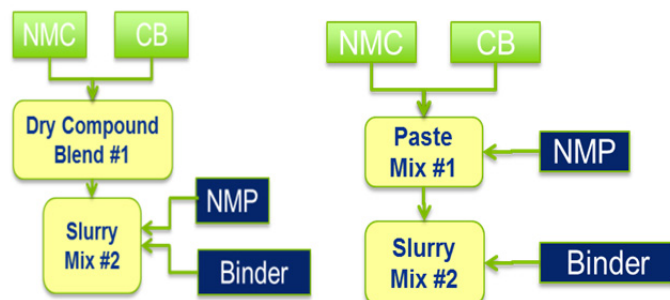 NMC
CB
Dry Compound
Blend #1
NMP
Slurry
Mix #2
Binder
NMC
CB
Paste
Mix #1
NMP
Slurry
Mix #2
Binder